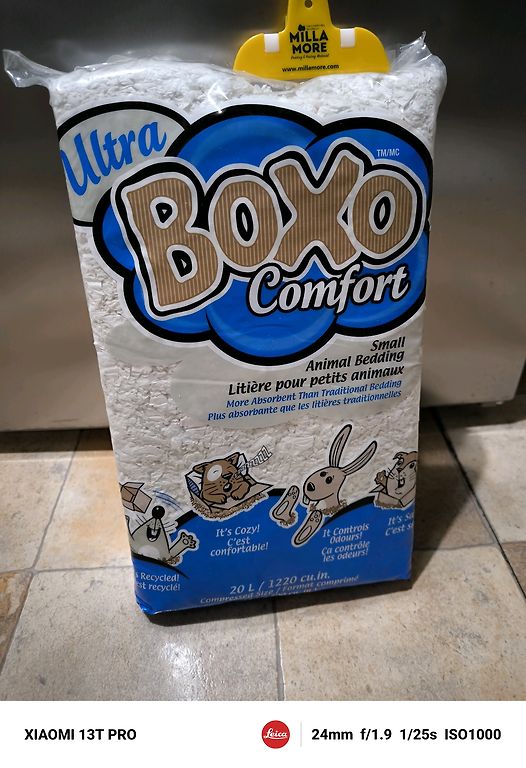 MILLA
MORE
www.millamore.com
Ultra
BOXO
TM/MC
Comfort
Small
Animal Bedding
Litière pour petits animaux
More Absorbent Than Traditional Bedding
Plus absorbante que les litières traditionnelles
It's Cozy!
C'est
confortable!
It Controls
Odours!
Ça contrôle
les odeurs!
It's
C'est
Recycled!
est recyclé!
20 L / 1220 cu.in.
Compressed Size / Format comprimé
XIAOMI 13T PRO
Leica
24mm f/1.9 1/25s ISO1000